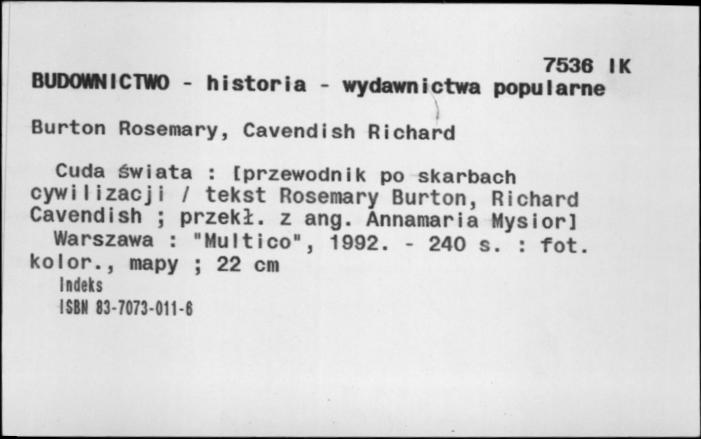 7536 IK
BUDOWNICTWO - historia - wydawnictwa popularne
Burton Rosemary, Cavendish Richard
Cuda świata : [przewodnik po skarbach
cywilizacji / tekst Rosemary Burton, Richard
Cavendish ; przekł. z ang. Annamaria Mysior]
Warszawa : "Multico", 1992. - 240 s. : fot.
kolor., mapy ; 22 cm
Indeks
ISBN 83-7073-011-6